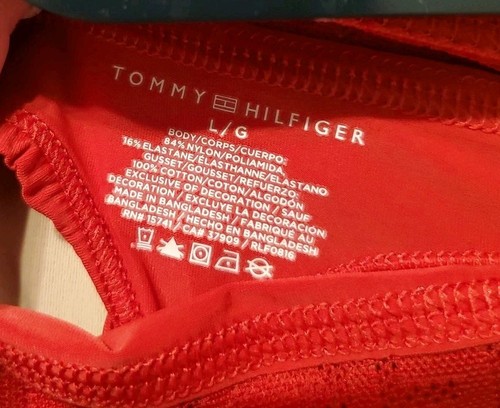 TOMMY HILFIGER
L/G
BODY/CORPS/CUERPO:
84% NYLON/POLIAMIDA
16% ELASTANE/ÉLASTHANNE/ELASTANO
GUSSET/GOUSSET/REFUERZO
100% COTTON/COTON/ALGODÓN
EXCLUSIVE OF DECORATION / SAUF
DÉCORATION / EXCLUYE LA DECORACIÓN
MADE IN BANGLADESH / FABRIQUÉ AU
BANGLADESH / HECHO EN BANGLADESH
RN# 15741 / CA# 37909 / RLF0816